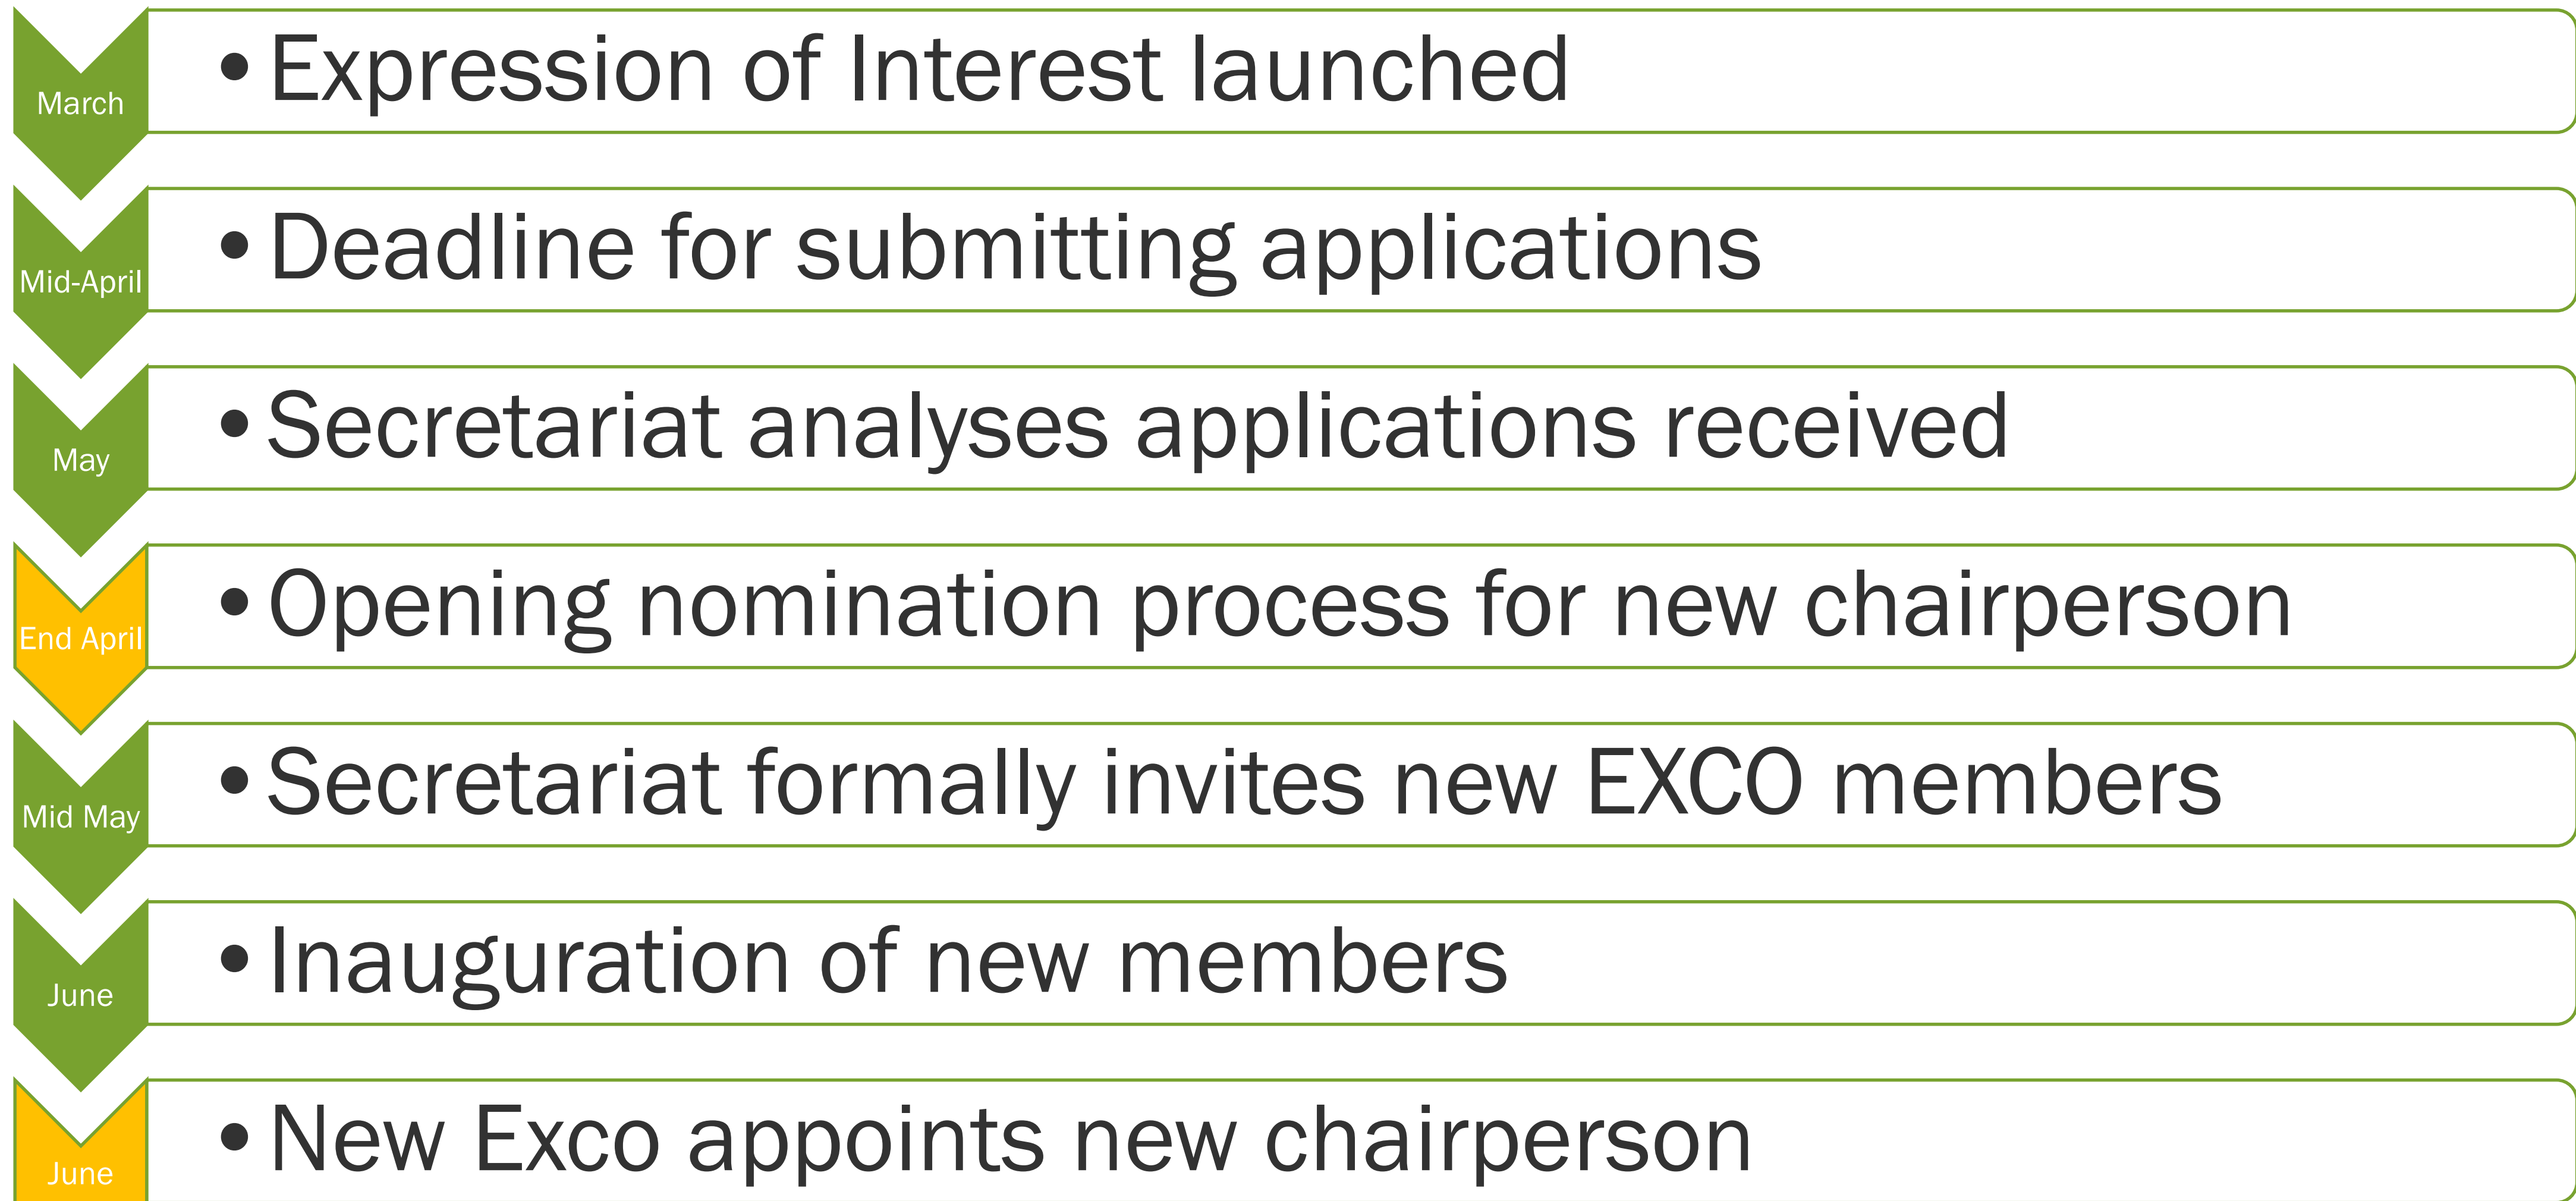 March
• Expression of Interest launched
Mid-April
• Deadline for submitting applications
May
• Secretariat analyses applications received
End April
• Opening nomination process for new chairperson
Mid May
• Secretariat formally invites new EXCO members
June
• Inauguration of new members
June
• New Exco appoints new chairperson